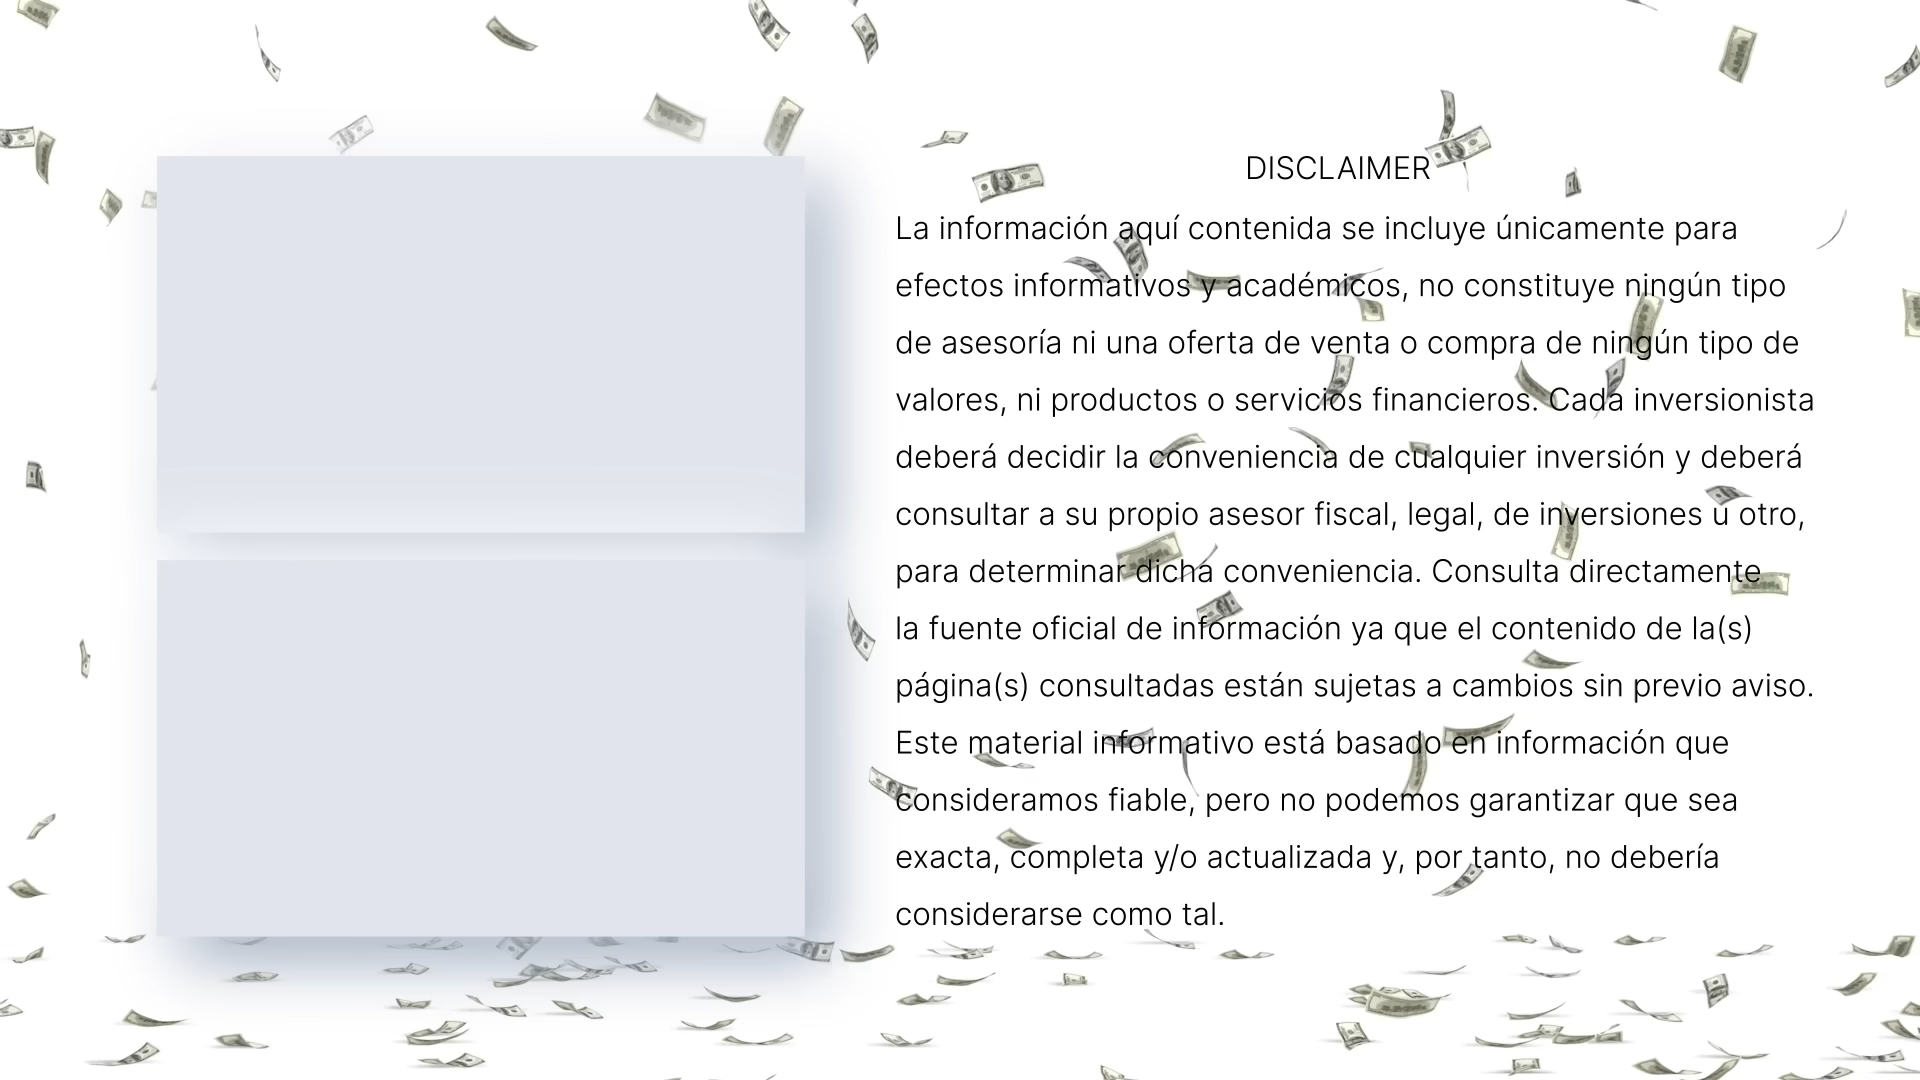 DISCLAIMER
La información aquí contenida se incluye únicamente para
efectos informativos y académicos, no constituye ningún tipo
de asesoría ni una oferta de venta o compra de ningún tipo de
valores, ni productos o servicios financieros. Cada inversionista
deberá decidir la conveniencia de cualquier inversión y deberá
consultar a su propio asesor fiscal, legal, de inversiones u otro,
para determinar dicha conveniencia. Consulta directamente
la fuente oficial de información ya que el contenido de la(s)
página(s) consultadas están sujetas a cambios sin previo aviso.
Este material informativo está basado en información que
consideramos fiable, pero no podemos garantizar que sea
exacta, completa y/o actualizada y, por tanto, no debería
considerarse como tal.